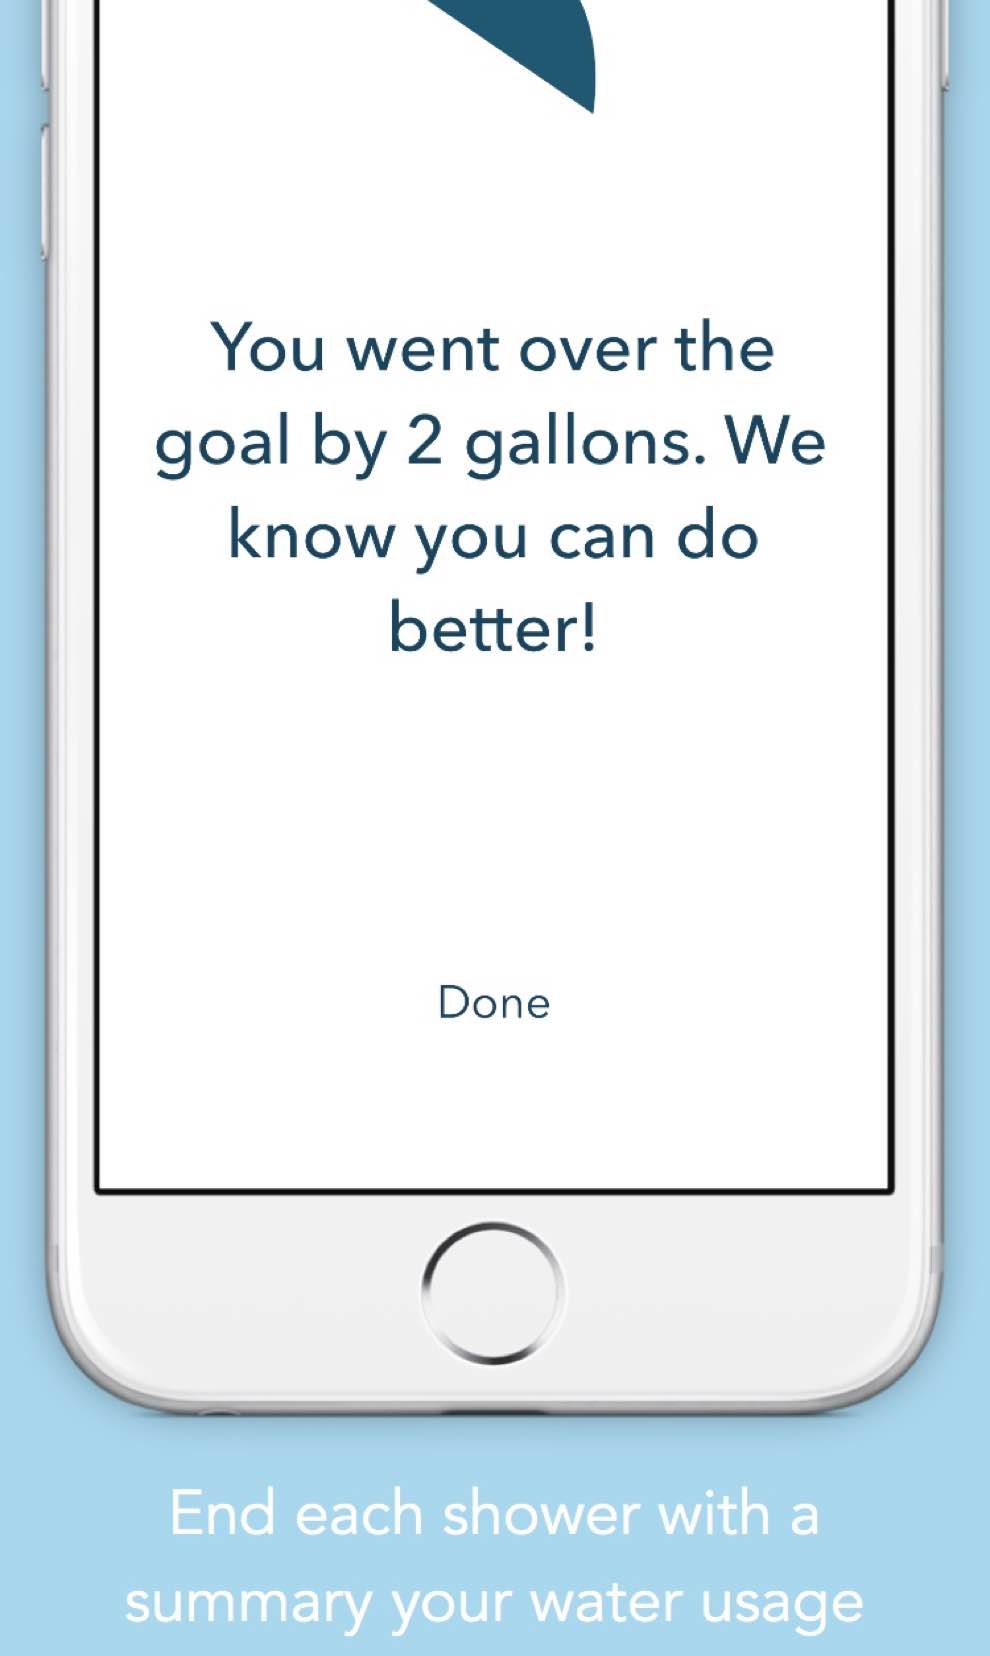 You went over the
goal by 2 gallons. We
know you can do
better!
Done
End each shower with a
summary your water usage